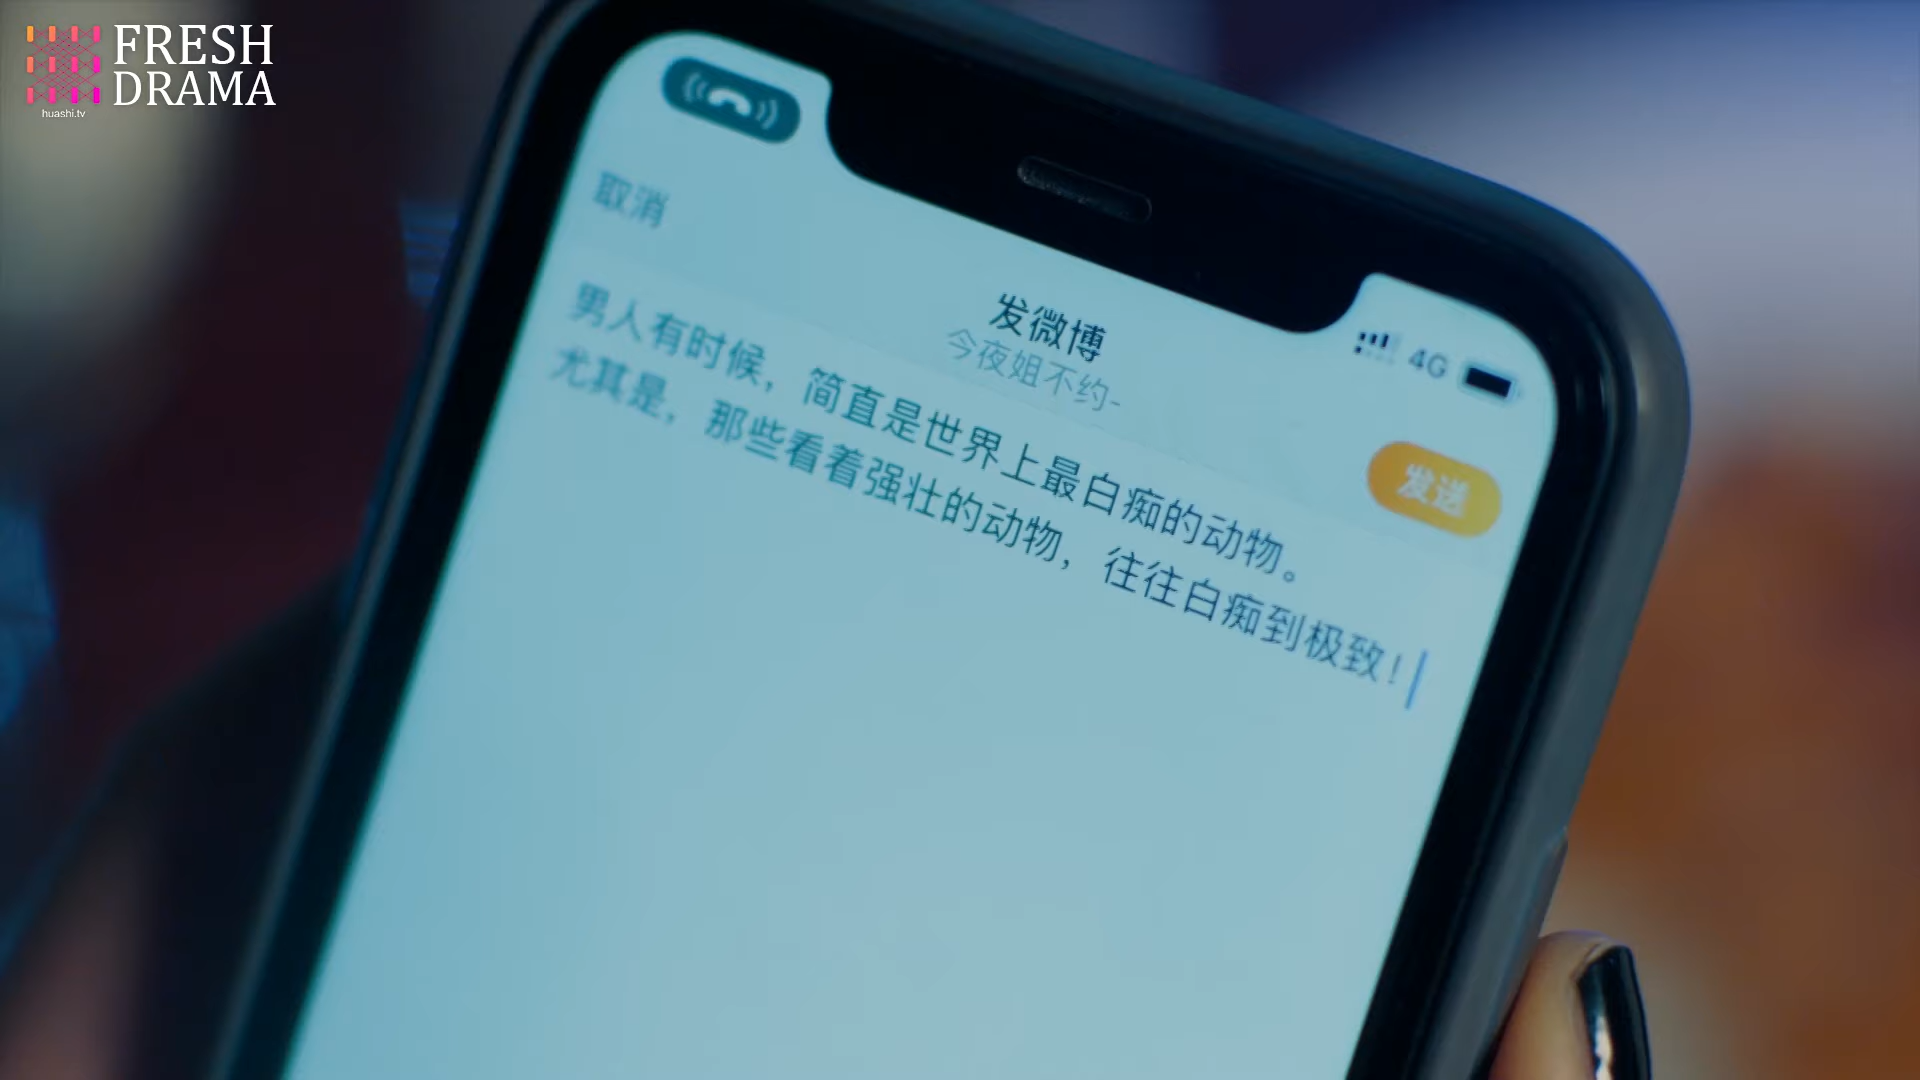 FRESH
DRAMA
huashi.tv
取消
发微博
今夜姐不约-
4G
发送
男人有时候，简直是世界上最白痴的动物。
尤其是，那些看着强壮的动物，往往白痴到极致！